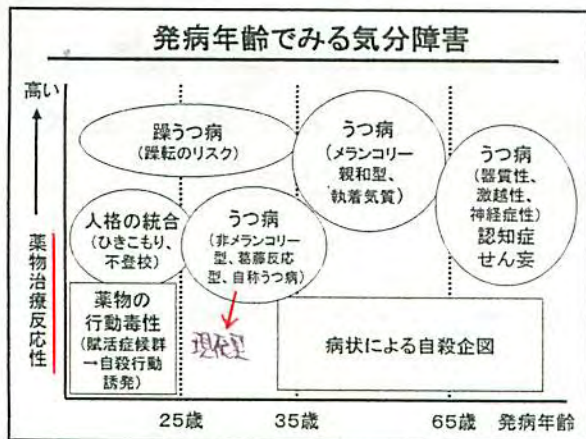 発病年齢でみる気分障害
高い
薬物治療反応性
躁うつ病
(躁転のリスク)
うつ病
(メランコリー
親和型、
執着気質)
うつ病
(器質性、
激越性、
神経症性)
認知症
せん妄
人格の統合
(ひきこもり、
不登校)
うつ病
(非メランコリー
型、葛藤反応
型、自称うつ病)
薬物の
行動毒性
(賦活症候群
→自殺行動
誘発)
現代型
病状による自殺企図
25歳
35歳
65歳
発病年齢